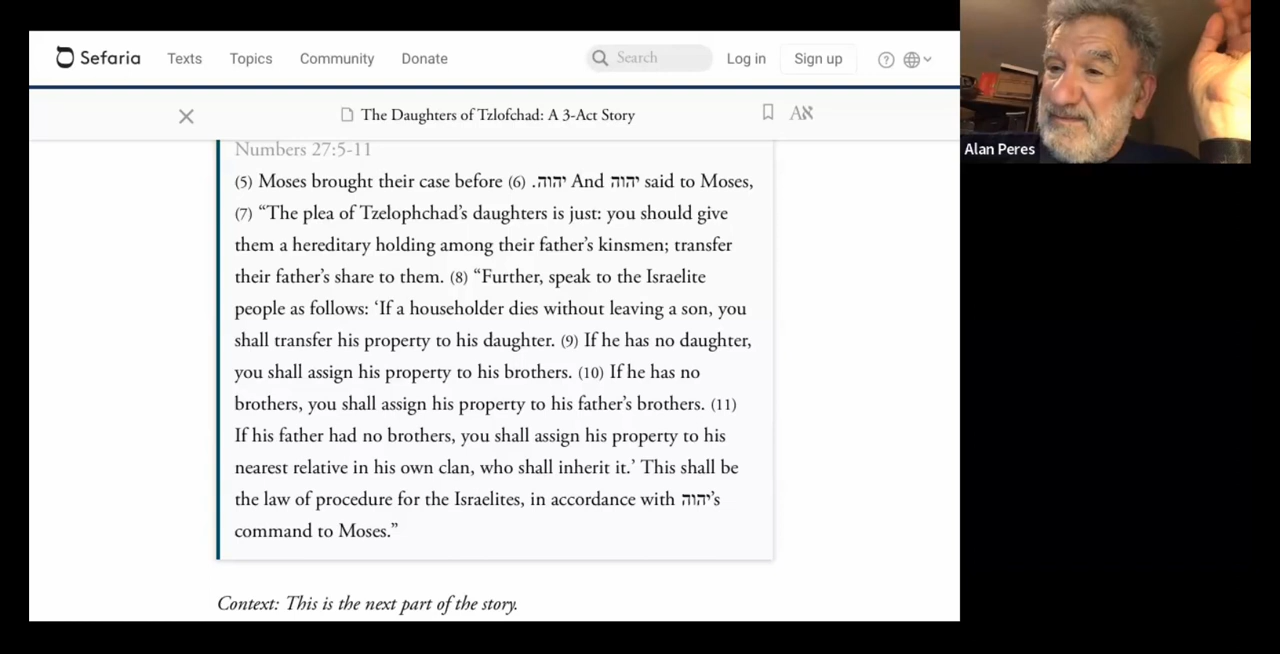 Sefaria Texts Topics Community Donate Search Log in Sign up
The Daughters of Tzlofchad: A 3-Act Story Aא
Numbers 27:5-11
(5) Moses brought their case before יהוה. (6) And יהוה said to Moses,
(7) “The plea of Tzelophchad’s daughters is just: you should give
them a hereditary holding among their father’s kinsmen; transfer
their father’s share to them. (8) “Further, speak to the Israelite
people as follows: ‘If a householder dies without leaving a son, you
shall transfer his property to his daughter. (9) If he has no daughter,
you shall assign his property to his brothers. (10) If he has no
brothers, you shall assign his property to his father’s brothers. (11)
If his father had no brothers, you shall assign his property to his
nearest relative in his own clan, who shall inherit it.’ This shall be
the law of procedure for the Israelites, in accordance with יהוה’s
command to Moses.”
Context: This is the next part of the story.
Alan Peres